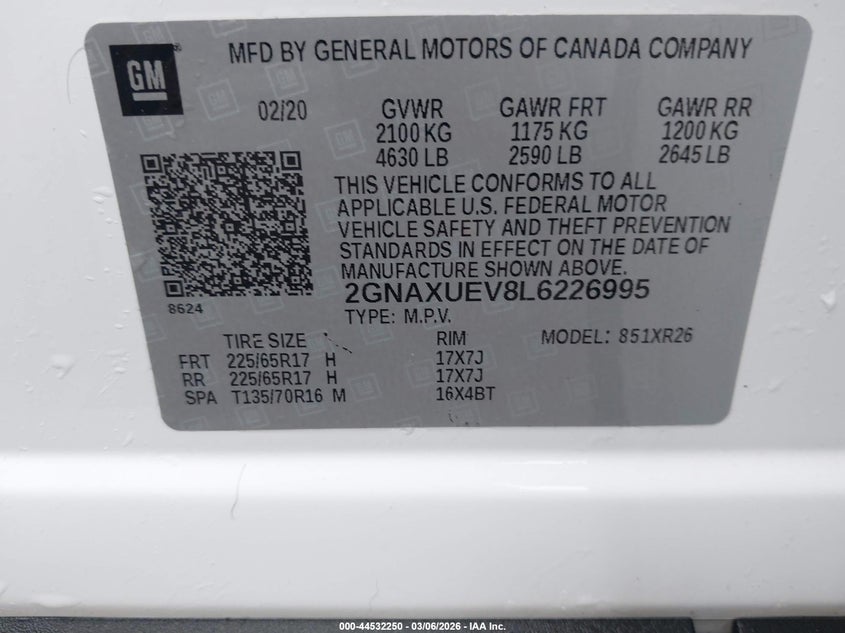 GM
MFD BY GENERAL MOTORS OF CANADA COMPANY
02/20 GVWR GAWR FRT GAWR RR
2100 KG 1175 KG 1200 KG
4630 LB 2590 LB 2645 LB
THIS VEHICLE CONFORMS TO ALL
APPLICABLE U.S. FEDERAL MOTOR
VEHICLE SAFETY AND THEFT PREVENTION
STANDARDS IN EFFECT ON THE DATE OF
MANUFACTURE SHOWN ABOVE.
8624 2GNAXUEV8L6226995
TYPE: M.P.V.
TIRE SIZE RIM MODEL: 851XR26
FRT 225/65R17 H 17X7J
RR 225/65R17 H 17X7J
SPA T135/70R16 M 16X4BT
000-44532250 - 03/06/2026 - IAA Inc.